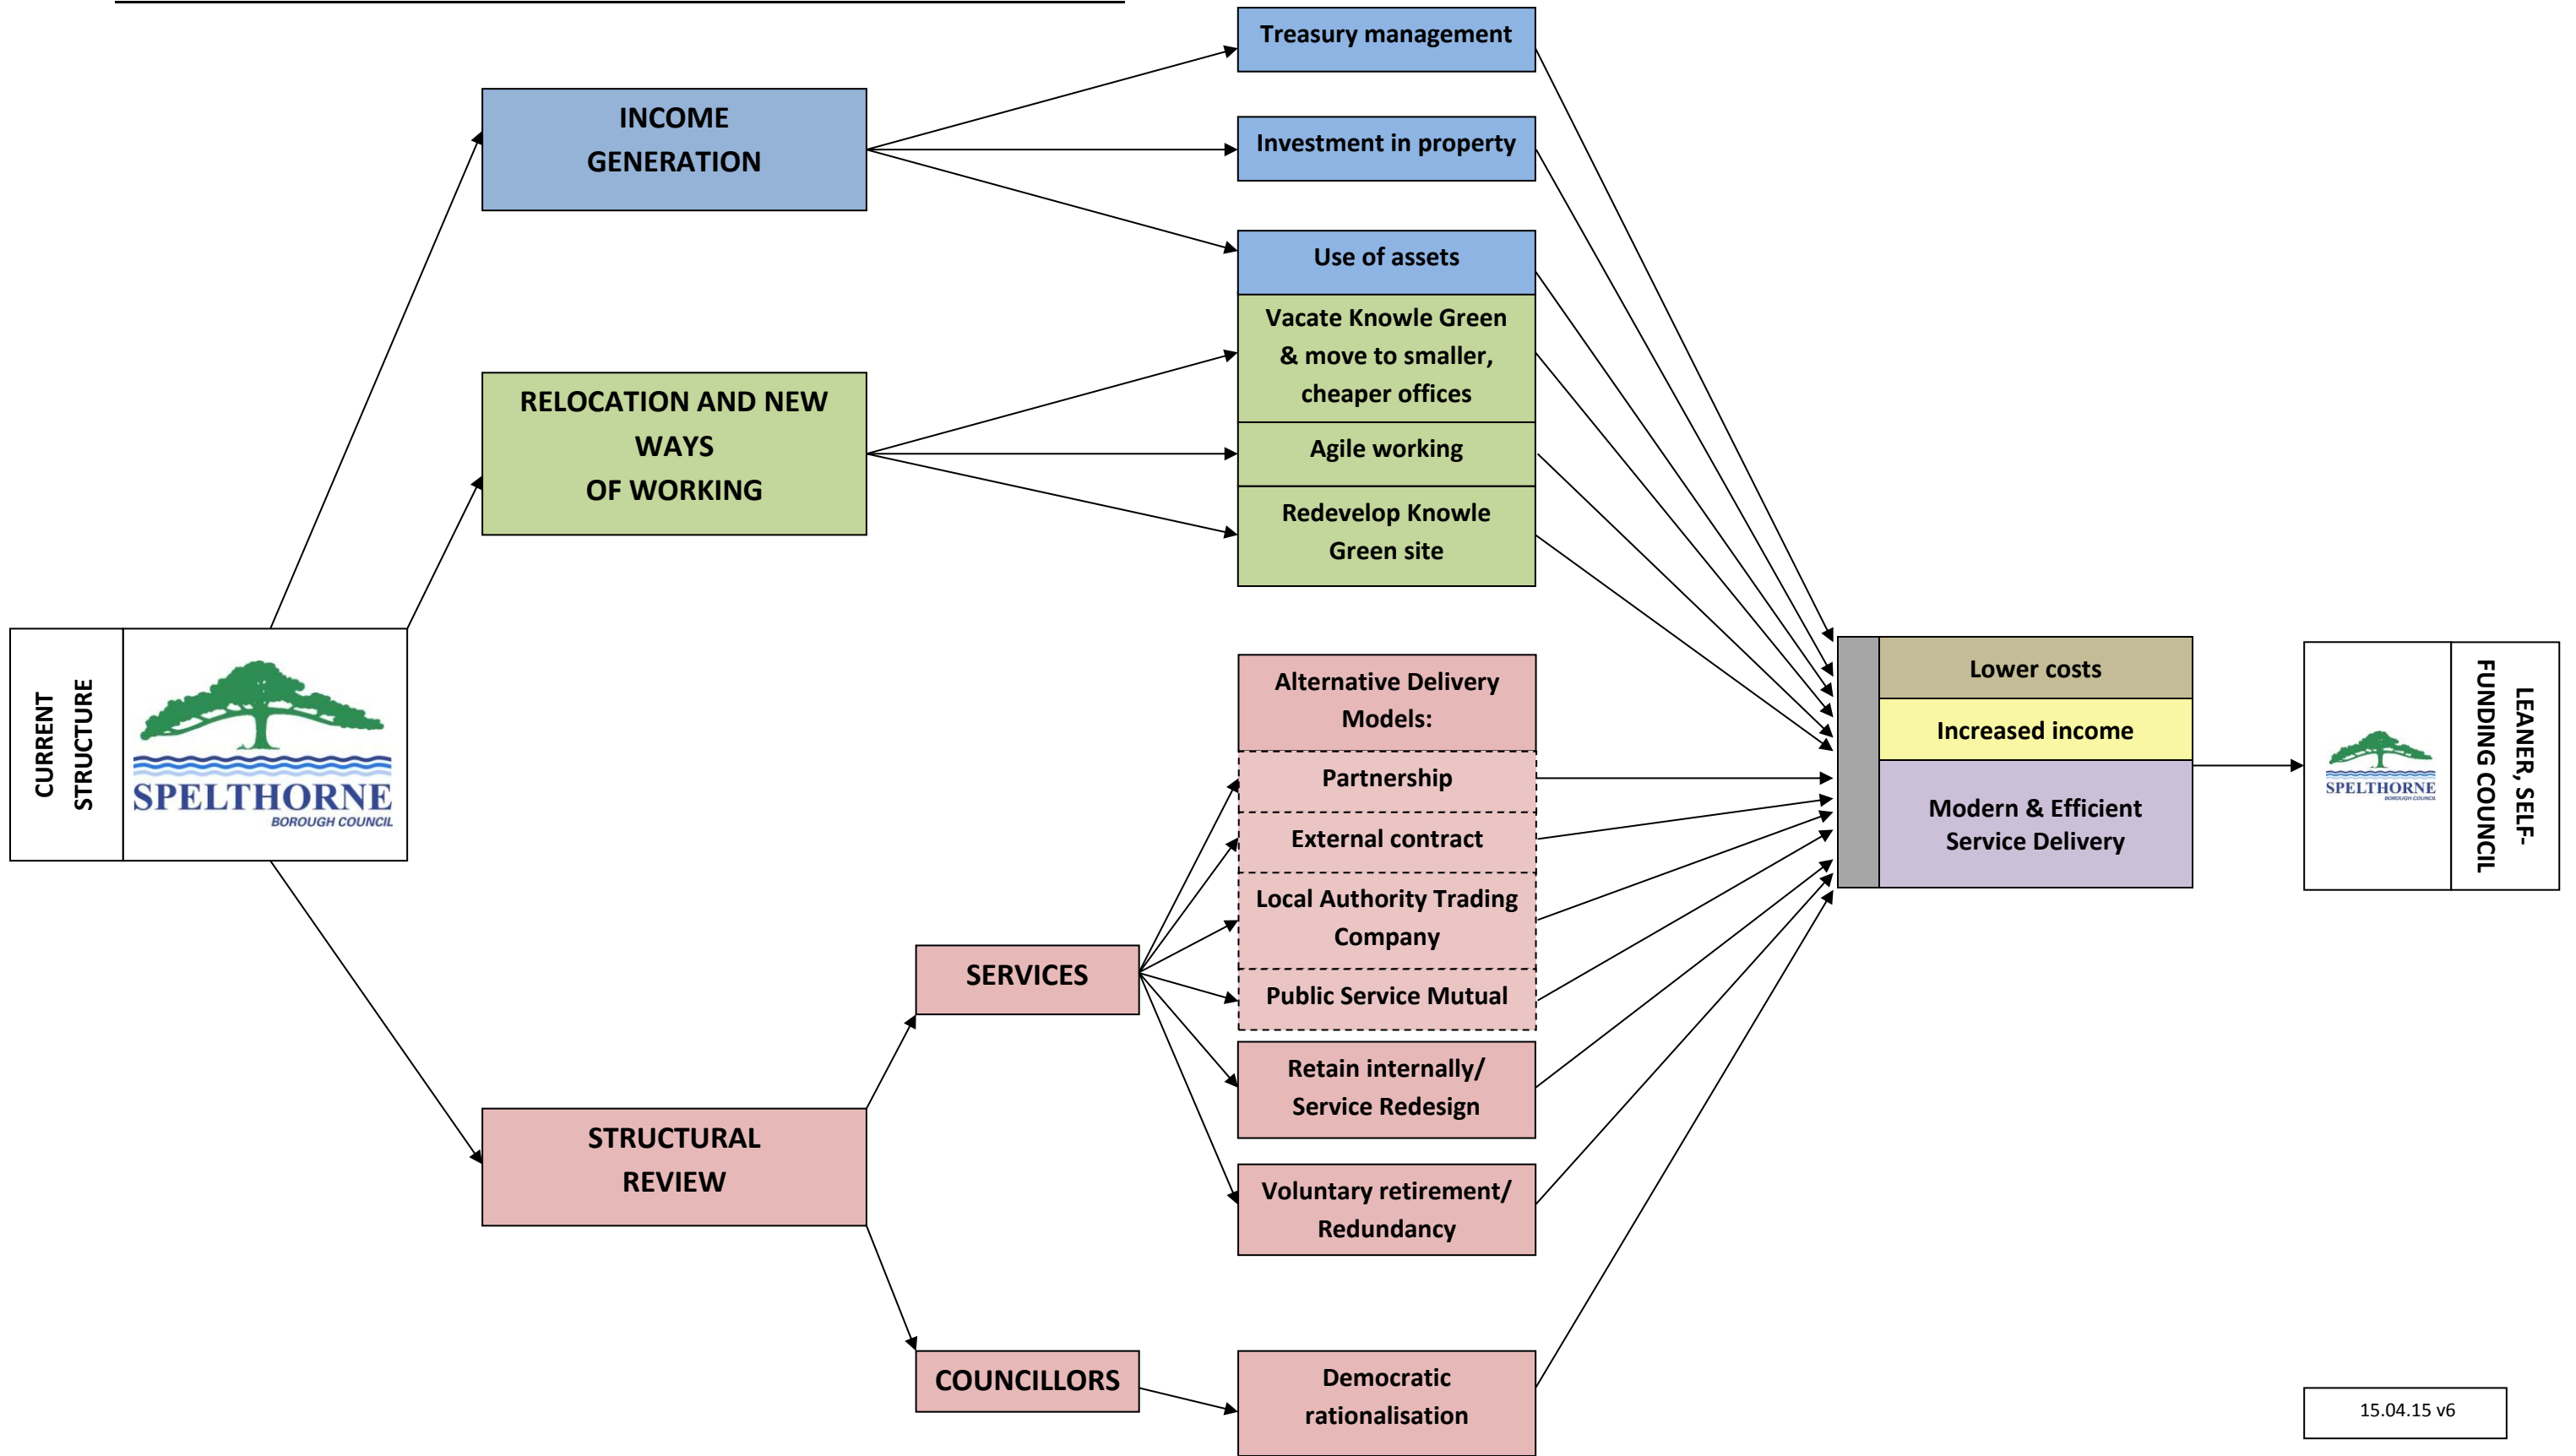 CURRENT
STRUCTURE
SPELTHORNE
BOROUGH COUNCIL
INCOME
GENERATION
RELOCATION AND NEW
WAYS
OF WORKING
STRUCTURAL
REVIEW
SERVICES
COUNCILLORS
Treasury management
Investment in property
Use of assets
Vacate Knowle Green
& move to smaller,
cheaper offices
Agile working
Redevelop Knowle
Green site
Alternative Delivery
Models:
Partnership
External contract
Local Authority Trading
Company
Public Service Mutual
Retain internally/
Service Redesign
Voluntary retirement/
Redundancy
Democratic
rationalisation
Lower costs
Increased income
Modern & Efficient
Service Delivery
SPELTHORNE
BOROUGH COUNCIL
LEANER, SELF-
FUNDING COUNCIL
15.04.15 v6